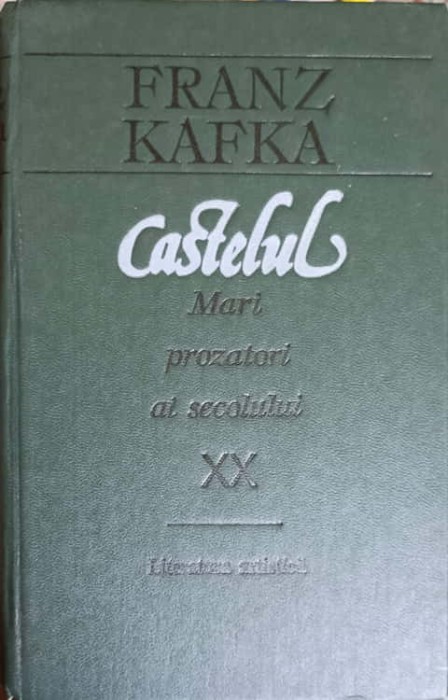 FRANZ
KAFKA
Castelul
Mari
prozatori
ai secolului
XX
Literatura artistică